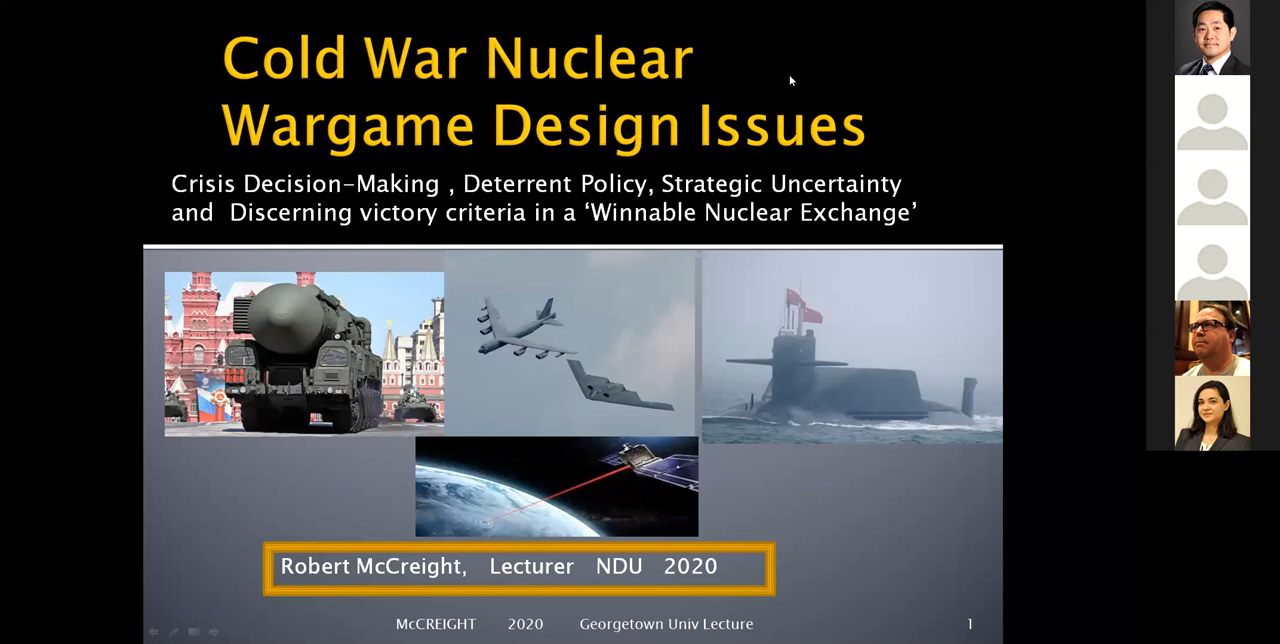 Cold War Nuclear
Wargame Design Issues
Crisis Decision-Making , Deterrent Policy, Strategic Uncertainty
and Discerning victory criteria in a ‘Winnable Nuclear Exchange’
Robert McCreight, Lecturer NDU 2020
McCREIGHT 2020 Georgetown Univ Lecture 1